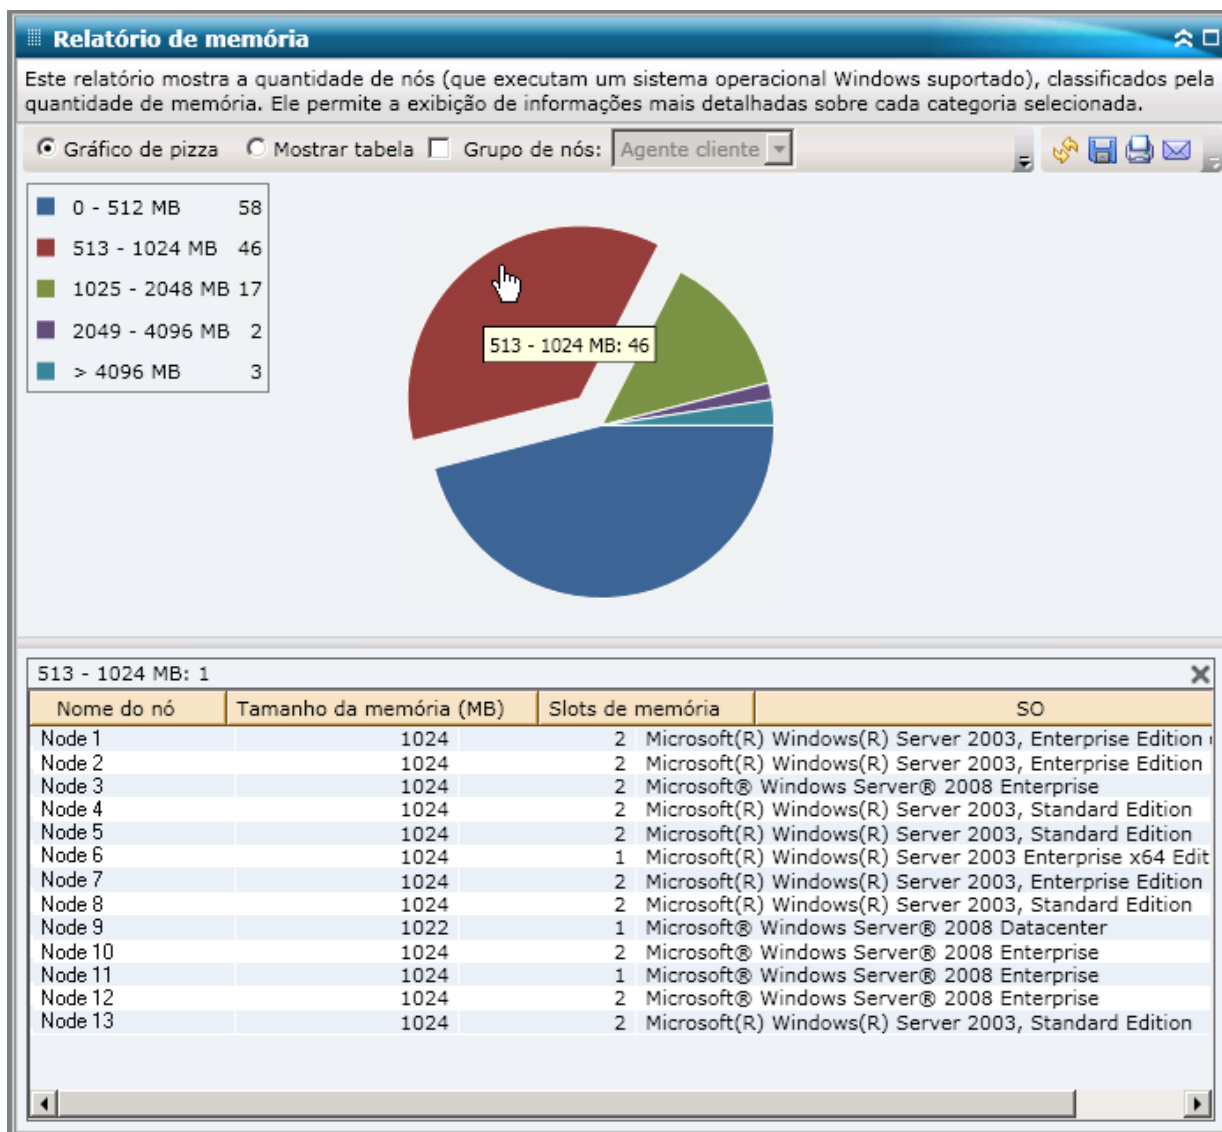 Relatório de memória
Este relatório mostra a quantidade de nós (que executam um sistema operacional Windows suportado), classificados pela
quantidade de memória. Ele permite a exibição de informações mais detalhadas sobre cada categoria selecionada.
Gráfico de pizza Mostrar tabela Grupo de nós: Agente cliente
0 - 512 MB 58
513 - 1024 MB 46
1025 - 2048 MB 17
2049 - 4096 MB 2
> 4096 MB 3
513 - 1024 MB: 46
513 - 1024 MB: 1
Nome do nó Tamanho da memória (MB) Slots de memória SO
Node 1 1024 2 Microsoft(R) Windows(R) Server 2003, Enterprise Edition
Node 2 1024 2 Microsoft(R) Windows(R) Server 2003, Enterprise Edition
Node 3 1024 2 Microsoft® Windows Server® 2008 Enterprise
Node 4 1024 2 Microsoft(R) Windows(R) Server 2003, Standard Edition
Node 5 1024 2 Microsoft(R) Windows(R) Server 2003, Standard Edition
Node 6 1024 1 Microsoft(R) Windows(R) Server 2003 Enterprise x64 Edit
Node 7 1024 2 Microsoft(R) Windows(R) Server 2003, Enterprise Edition
Node 8 1024 2 Microsoft(R) Windows(R) Server 2003, Standard Edition
Node 9 1022 1 Microsoft® Windows Server® 2008 Datacenter
Node 10 1024 2 Microsoft® Windows Server® 2008 Enterprise
Node 11 1024 1 Microsoft® Windows Server® 2008 Enterprise
Node 12 1024 2 Microsoft® Windows Server® 2008 Enterprise
Node 13 1024 2 Microsoft(R) Windows(R) Server 2003, Standard Edition